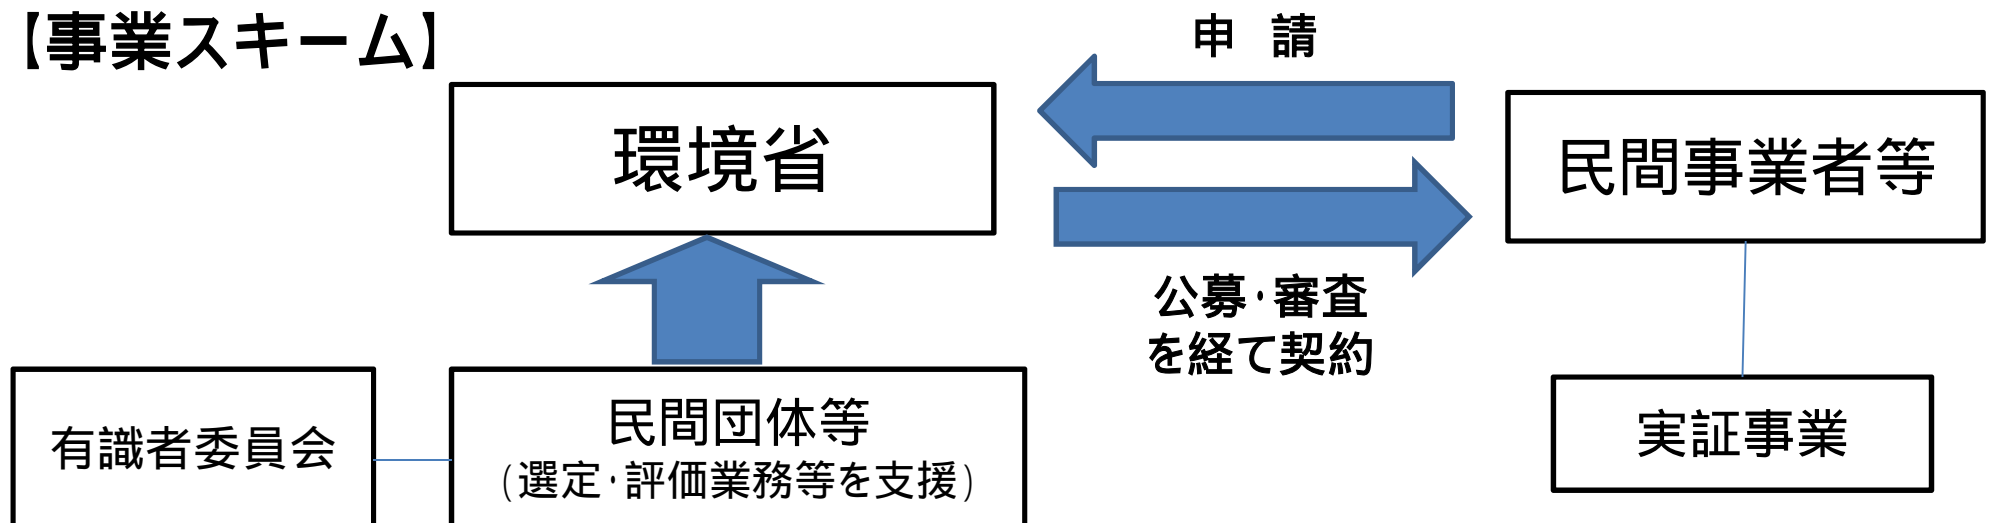 【事業スキーム】
申 請
環境省
民間事業者等
公募・審査
を経て契約
有識者委員会
民間団体等
（選定・評価業務等を支援）
実証事業